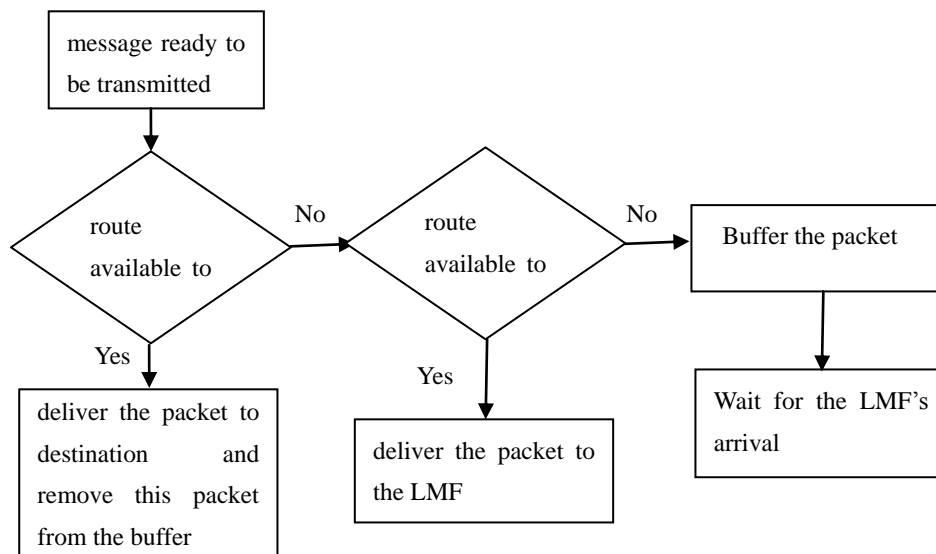 message ready to
be transmitted
route
available to
No
route
available to
No
Buffer the packet
Yes
Yes
deliver the packet to
destination and
remove this packet
from the buffer
deliver the packet to
the LMF
Wait for the LMF's
arrival